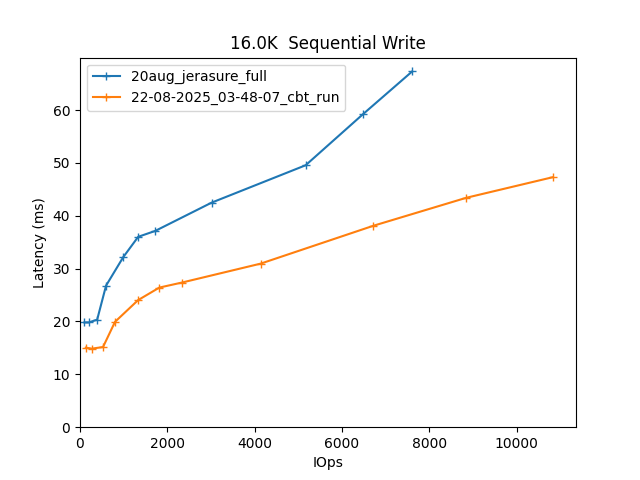 16.0K  Sequential Write
20aug_jerasure_full
22-08-2025_03-48-07_cbt_run
Latency (ms)
60
50
40
30
20
10
0
0 2000 4000 6000 8000 10000
IOps